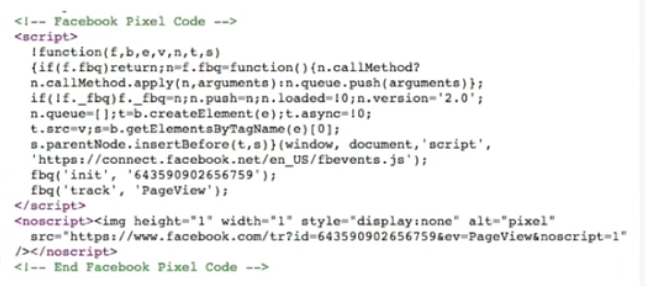 <!-- Facebook Pixel Code -->
<script>
!function(f,b,e,v,n,t,s)
{if(f.fbq)return;n=f.fbq=function(){n.callMethod?
n.callMethod.apply(n,arguments):n.queue.push(arguments)};
if(!f._fbq)f._fbq=n;n.push=n;n.loaded=!0;n.version='2.0';
n.queue=[];t=b.createElement(e);t.async=!0;
t.src=v;s=b.getElementsByTagName(e)[0];
s.parentNode.insertBefore(t,s)}(window, document,'script',
'https://connect.facebook.net/en_US/fbevents.js');
fbq('init', '643590902656759');
fbq('track', 'PageView');
</script>
<noscript><img height="1" width="1" style="display:none" alt="pixel"
src="https://www.facebook.com/tr?id=643590902656759&ev=PageView&noscript=1"
/></noscript>
<!-- End Facebook Pixel Code -->